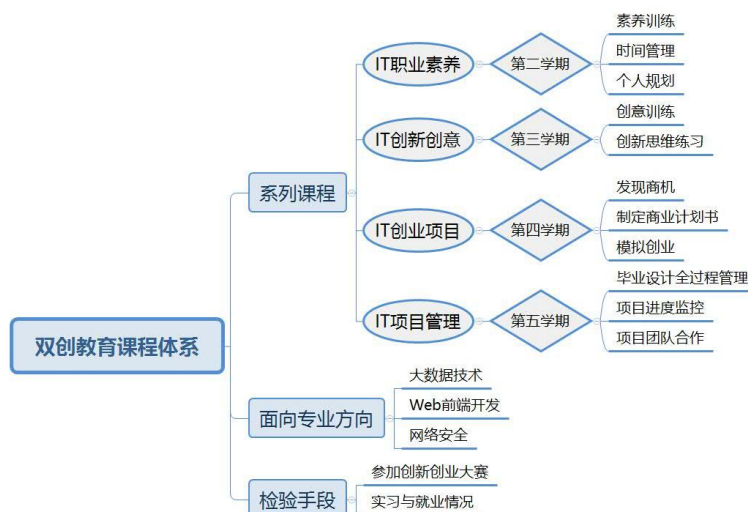 双创教育课程体系
系列课程
IT职业素养
第二学期
素养训练
时间管理
个人规划
IT创新创意
第三学期
创意训练
创新思维练习
IT创业项目
第四学期
发现商机
制定商业计划书
模拟创业
IT项目管理
第五学期
毕业设计全过程管理
项目进度监控
项目团队合作
面向专业方向
大数据技术
Web前端开发
网络安全
检验手段
参加创新创业大赛
实习与就业情况